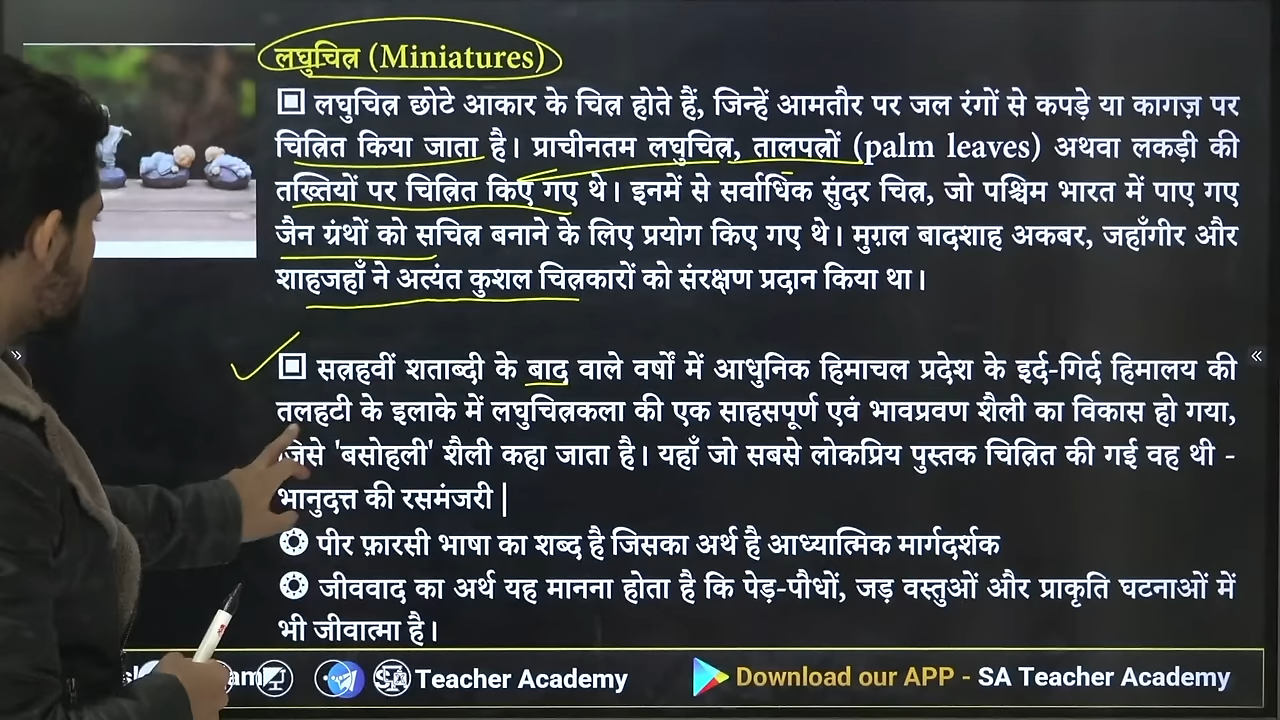 लघुचित्र (Miniatures)
लघुचित्र छोटे आकार के चित्र होते हैं, जिन्हें आमतौर पर जल रंगों से कपड़े या कागज़ पर
चित्रित किया जाता है। प्राचीनतम लघुचित्र, तालपत्रों (palm leaves) अथवा लकड़ी की
तख्तियों पर चित्रित किए गए थे। इनमें से सर्वाधिक सुंदर चित्र, जो पश्चिम भारत में पाए गए
जैन ग्रंथों को सचित्र बनाने के लिए प्रयोग किए गए थे। मुग़ल बादशाह अकबर, जहाँगीर और
शाहजहाँ ने अत्यंत कुशल चित्रकारों को संरक्षण प्रदान किया था।
सत्रहवीं शताब्दी के बाद वाले वर्षों में आधुनिक हिमाचल प्रदेश के इर्द-गिर्द हिमालय की
तलहटी के इलाके में लघुचित्रकला की एक साहसपूर्ण एवं भावप्रवण शैली का विकास हो गया,
जिसे 'बसोहली' शैली कहा जाता है। यहाँ जो सबसे लोकप्रिय पुस्तक चित्रित की गई वह थी -
भानुदत्त की रसमंजरी |
पीर फ़ारसी भाषा का शब्द है जिसका अर्थ है आध्यात्मिक मार्गदर्शक
जीववाद का अर्थ यह मानना होता है कि पेड़-पौधों, जड़ वस्तुओं और प्राकृति घटनाओं में
भी जीवात्मा है।
Teacher Academy
Download our APP - SA Teacher Academy